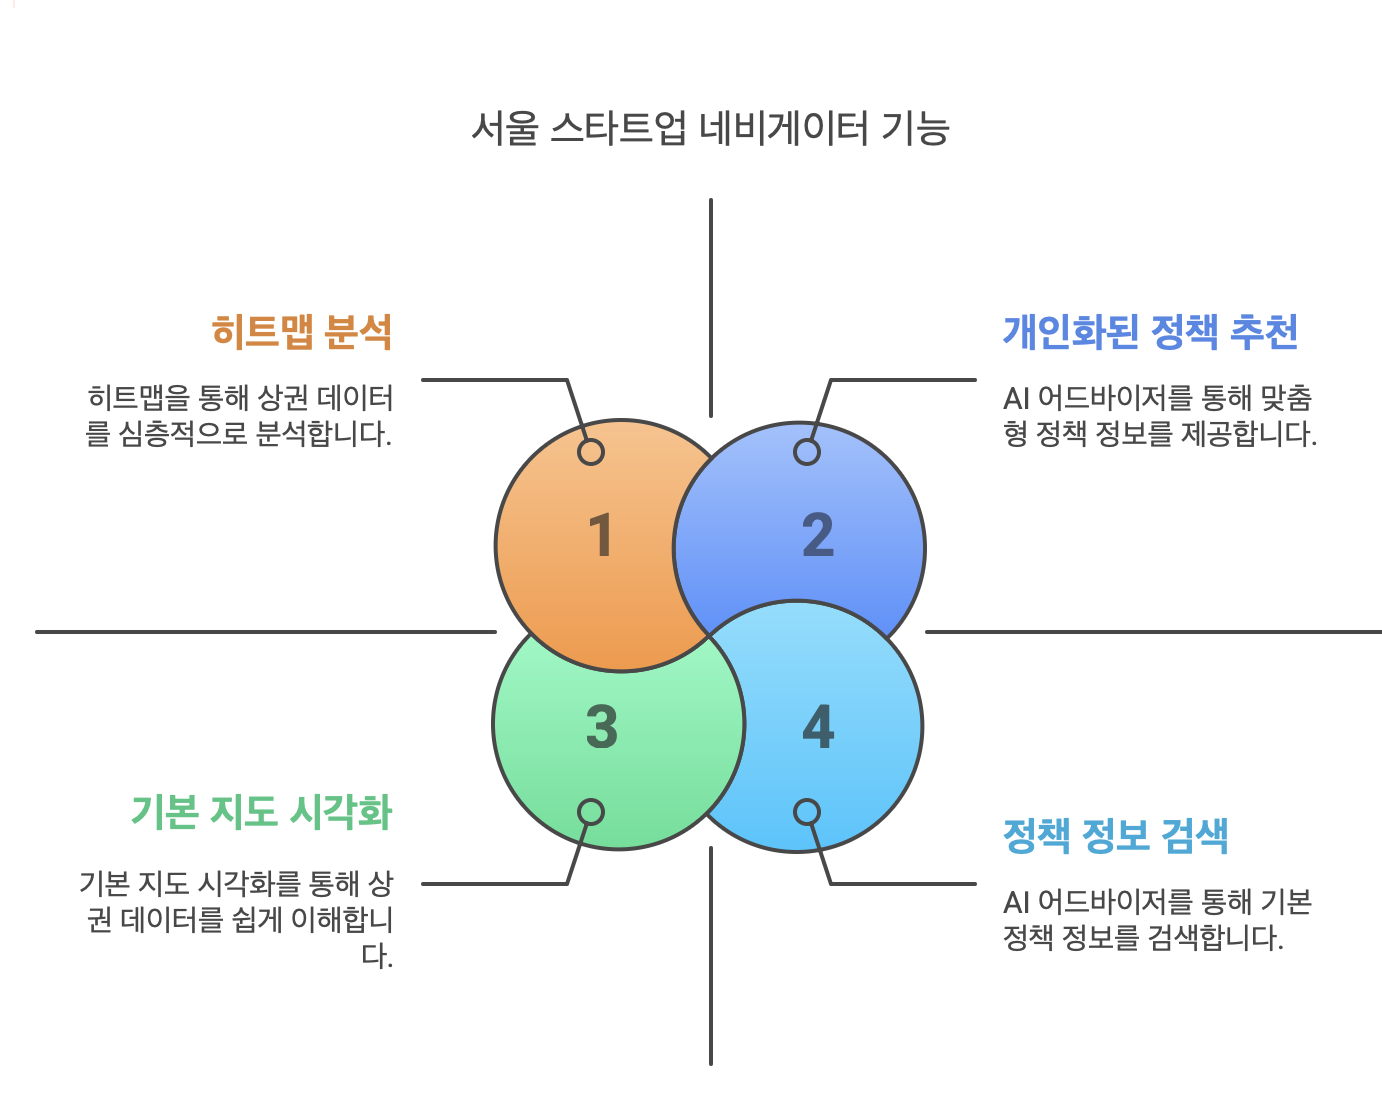 서울 스타트업 네비게이터 기능
히트맵 분석
히트맵을 통해 상권 데이터
를 심층적으로 분석합니다.
개인화된 정책 추천
AI 어드바이저를 통해 맞춤
형 정책 정보를 제공합니다.
1
2
3
4
기본 지도 시각화
기본 지도 시각화를 통해 상
권 데이터를 쉽게 이해합니
다.
정책 정보 검색
AI 어드바이저를 통해 기본
정책 정보를 검색합니다.